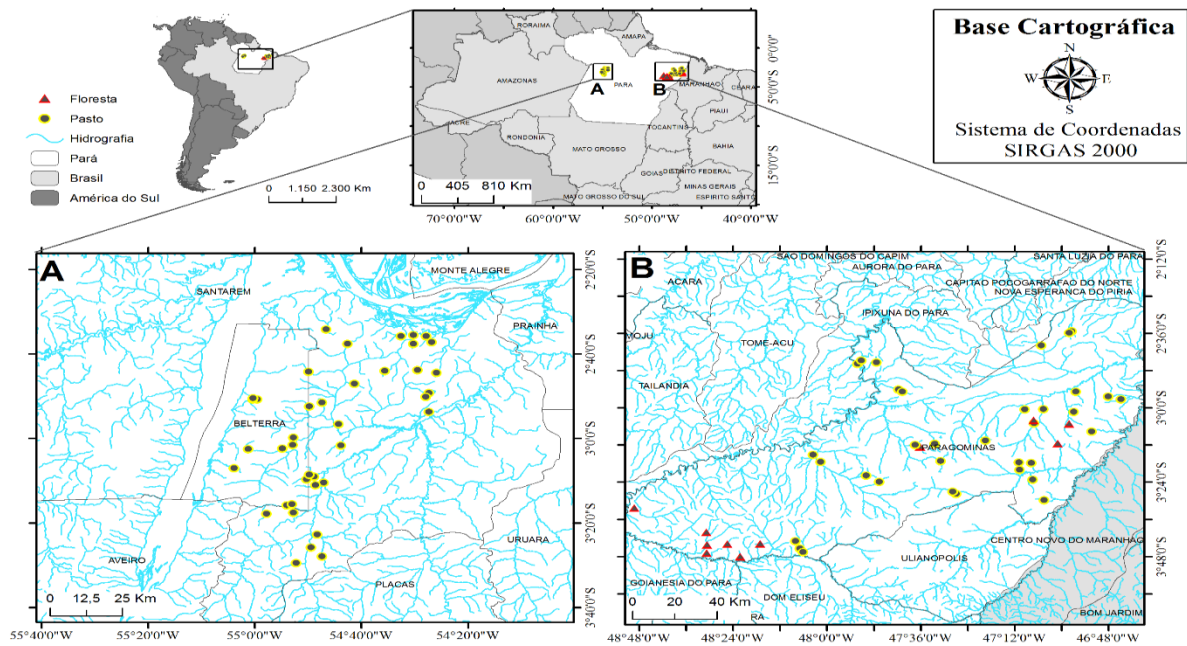 Floresta
Pasto
Hidrografia
Pará
Brasil
América do Sul
0 1.150 2.300 Km
RORAIMA
AMAPA
AMAZONAS
A
PARA
B
MARANHAO
CEARA
ACRE
RONDONIA
TOCANTINS
PIAUI
MATO GROSSO
BAHIA
GOIAS
DISTRITO FEDERAL
MINAS GERAIS
MATO GROSSO DO SUL
ESPIRITO SANTO
0 405 810 Km
0°0'0"
5°0'0"S
15°0'0"S
70°0'0"W 60°0'0"W 50°0'0"W 40°0'0"W
Base Cartográfica
N
W E
S
Sistema de Coordenadas
SIRGAS 2000
A
MONTE ALEGRE
SANTAREM
PRAINHA
BELTERRA
URUARA
AVEIRO
PLACAS
0 12,5 25 Km
2°20'0"S
2°40'0"S
3°0'0"S
3°20'0"S
3°40'0"S
55°40'0"W 55°20'0"W 55°0'0"W 54°40'0"W 54°20'0"W
B
SAO DOMINGOS DO CAPIM
SANTA LUZIA DO PARA
AURORA DO PARA
ACARA
CAPITAO POCO
GARRAFAO DO NORTE
NOVA ESPERANCA DO PIRIA
IPIXUNA DO PARA
MOJU
TOME-ACU
TAILANDIA
PARAGOMINAS
CENTRO NOVO DO MARANHAO
ULIANOPOLIS
GOIANESIA DO PARA
DOM ELISEU
RA
BOM JARDIM
0 20 40 Km
2°12'0"S
2°36'0"S
3°0'0"S
3°24'0"S
3°48'0"S
48°48'0"W 48°24'0"W 48°0'0"W 47°36'0"W 47°12'0"W 46°48'0"W